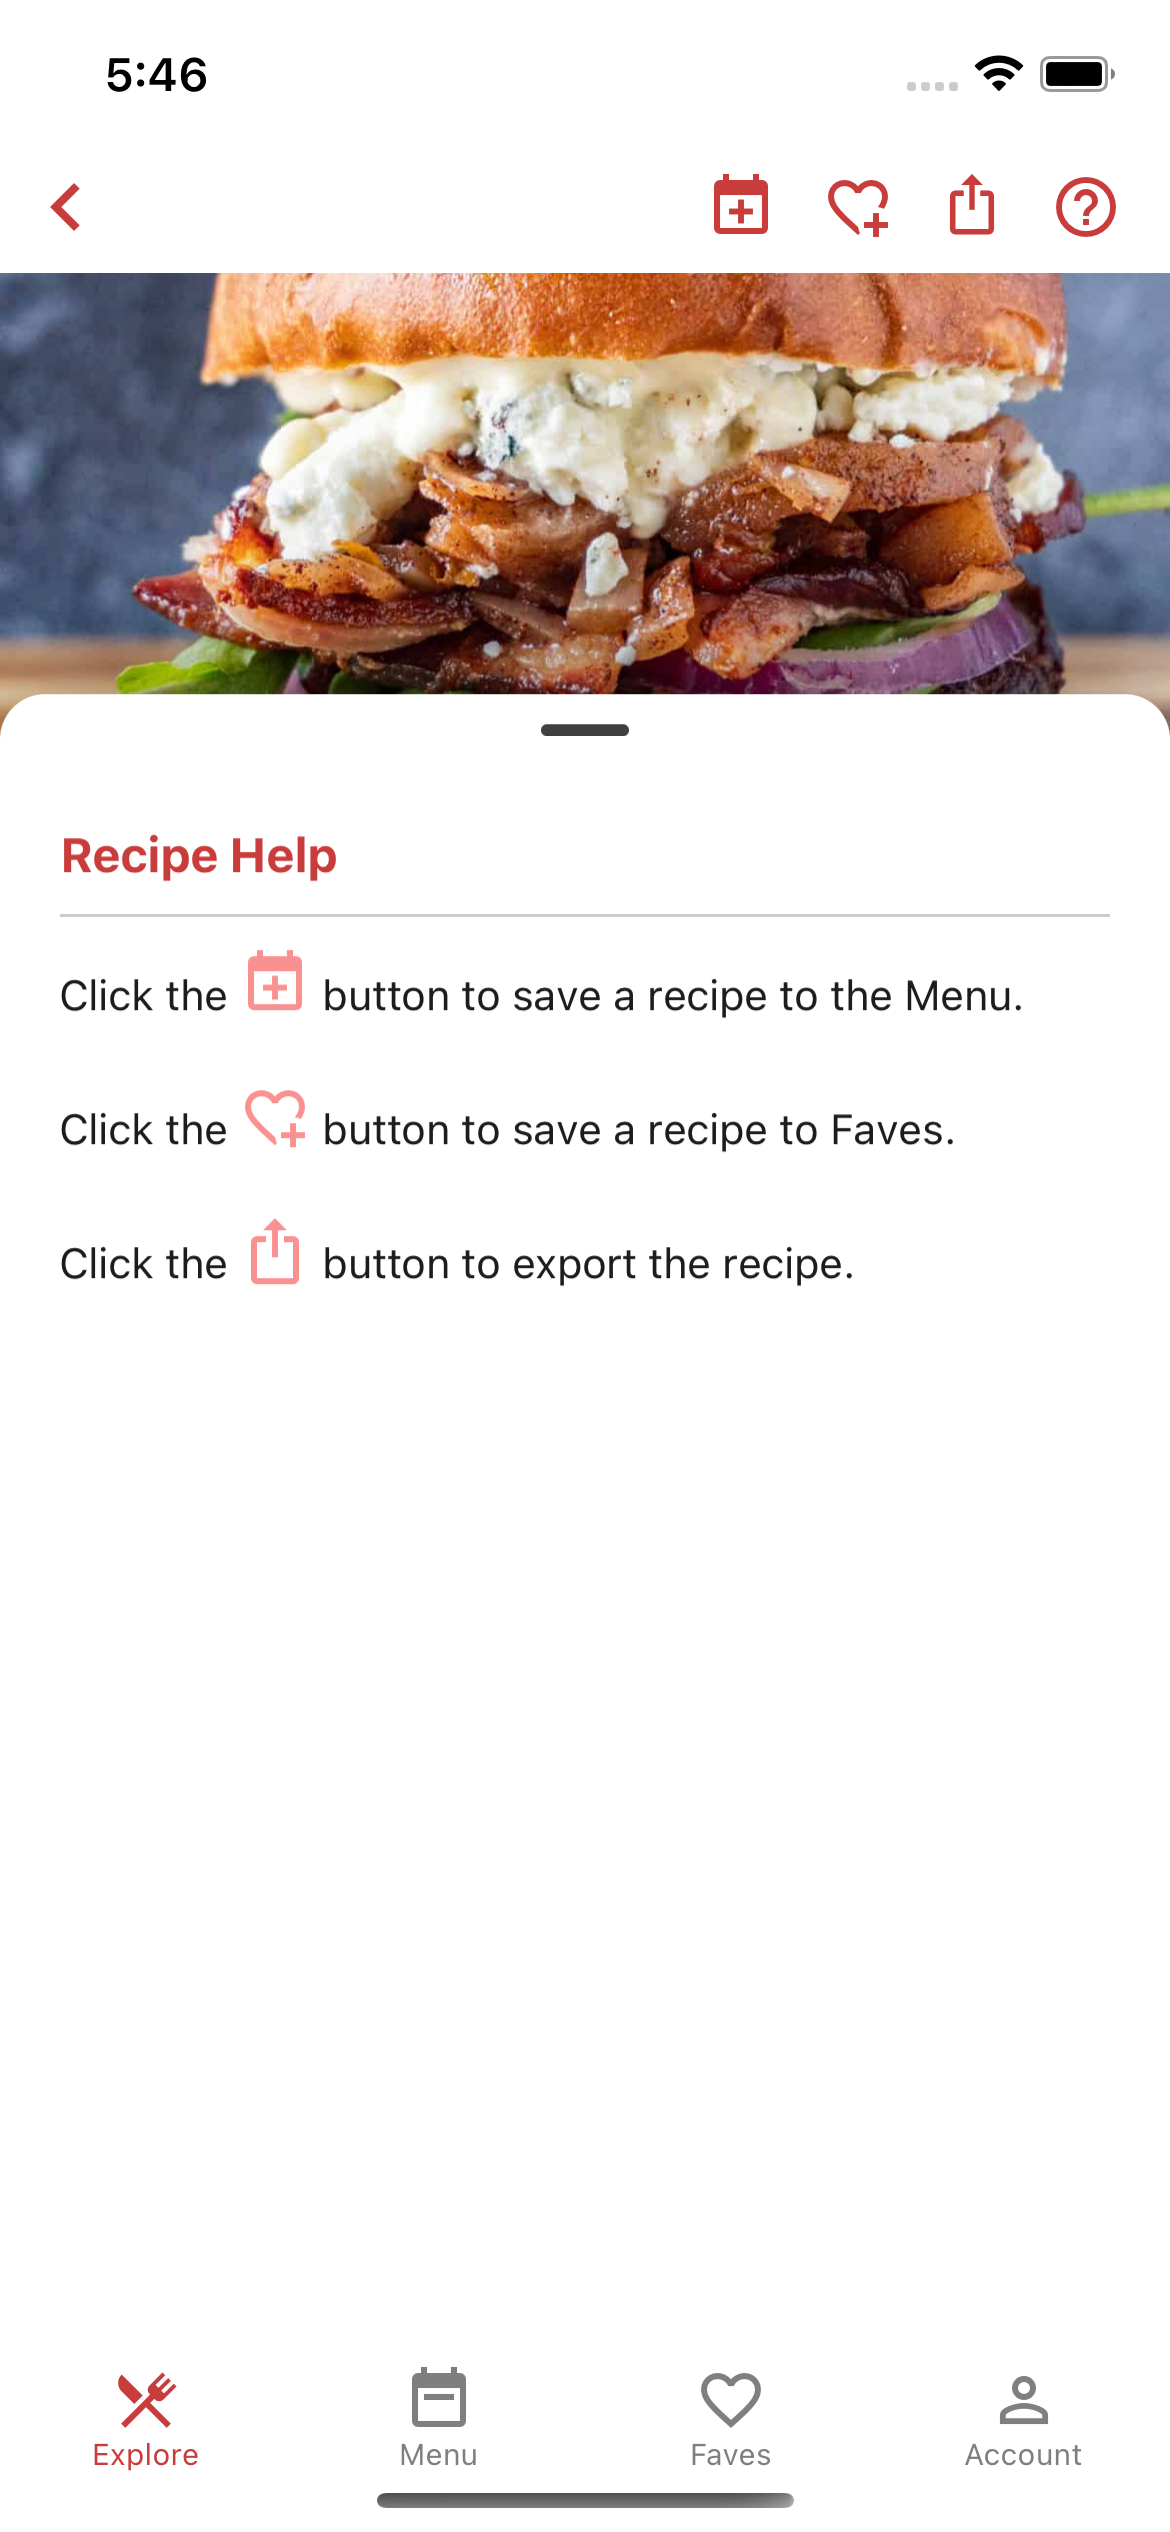 5:46
Recipe Help
Click the button to save a recipe to the Menu.
Click the button to save a recipe to Faves.
Click the button to export the recipe.
Explore
Menu
Faves
Account